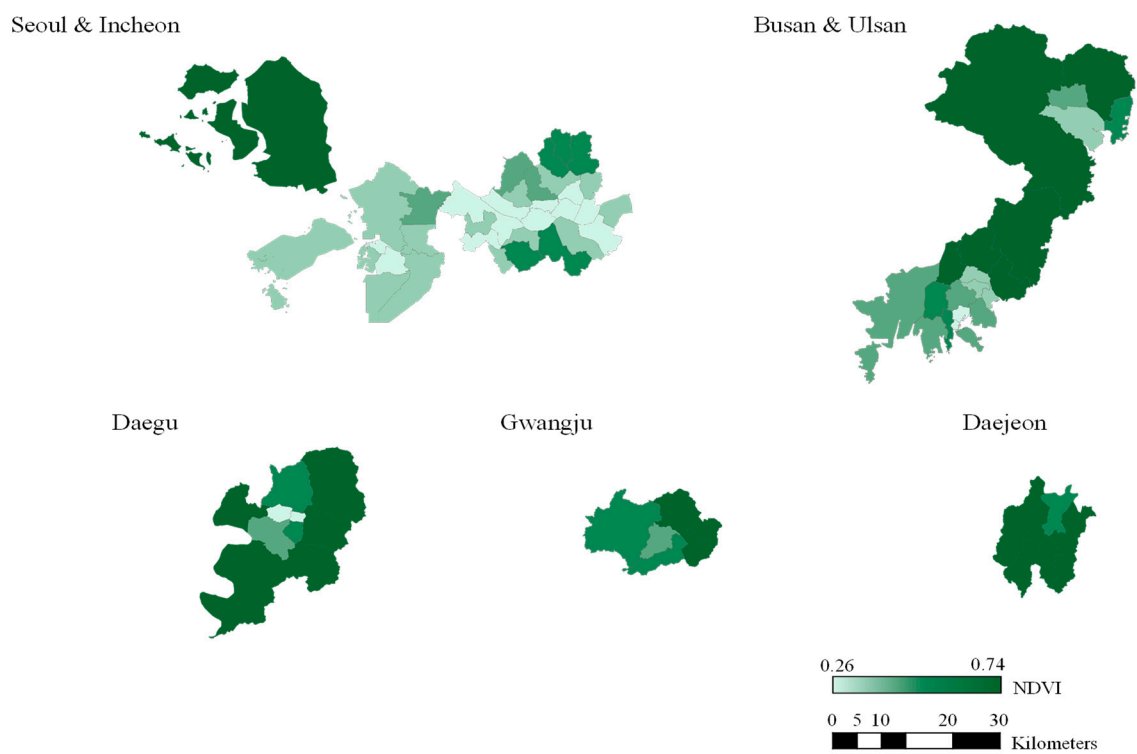 Seoul & Incheon
Busan & Ulsan
Daegu
Gwangju
Daejeon
0.26 0.74
NDVI
0 5 10 20 30
Kilometers